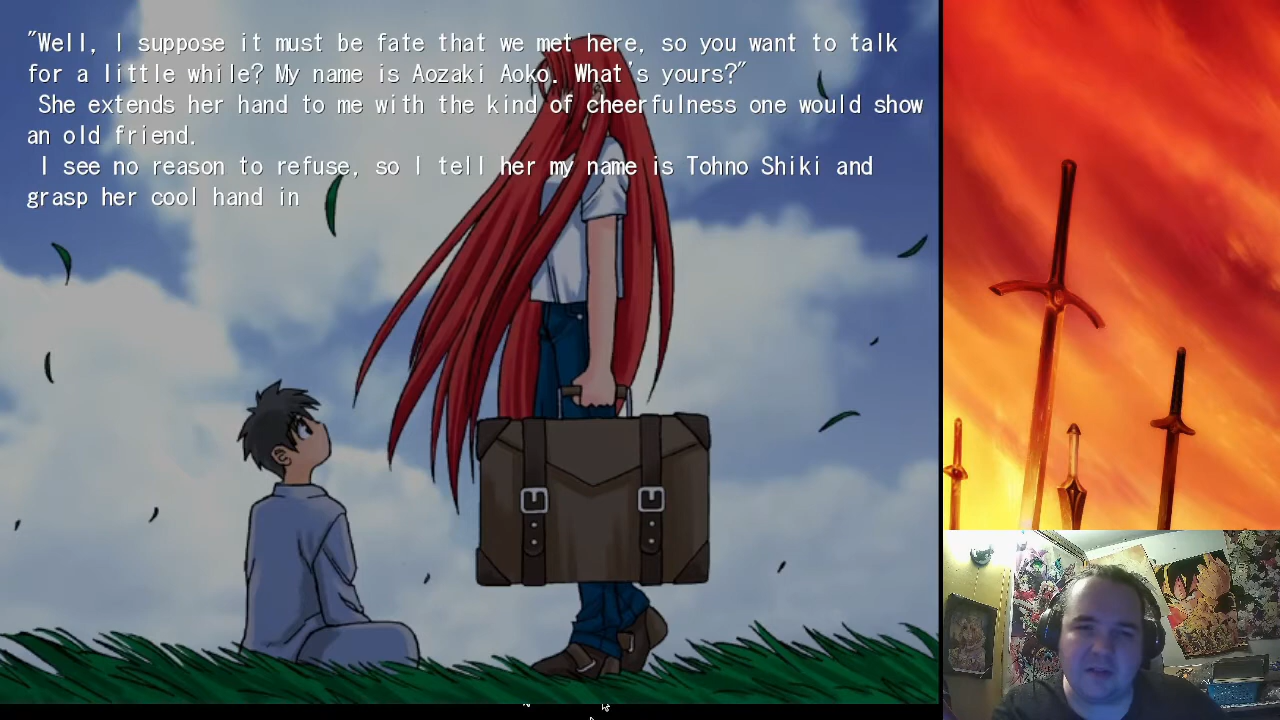 "Well, I suppose it must be fate that we met here, so you want to talk
for a little while? My name is Aozaki Aoko. What's yours?"
She extends her hand to me with the kind of cheerfulness one would show
an old friend.
I see no reason to refuse, so I tell her my name is Tohno Shiki and
grasp her cool hand in